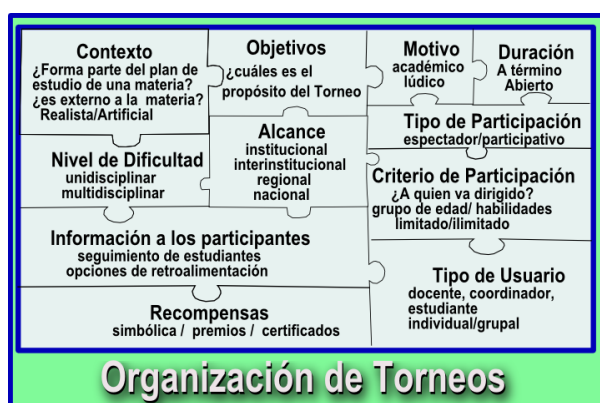 Contexto
¿Forma parte del plan de
estudio de una materia?
¿es externo a la materia?
Realista/Artificial
Objetivos
¿cuáles es el
propósito del Torneo
Motivo
académico
lúdico
Duración
A término
Abierto
Nivel de Dificultad
unidisciplinar
multidisciplinar
Alcance
institucional
interinstitucional
regional
nacional
Tipo de Participación
espectador/participativo
Criterio de Participación
¿A quien va dirigido?
grupo de edad/ habilidades
limitado/ilimitado
Información a los participantes
seguimiento de estudiantes
opciones de retroalimentación
Recompensas
simbólica / premios / certificados
Tipo de Usuario
docente, coordinador,
estudiante
individual/grupal
Organización de Torneos